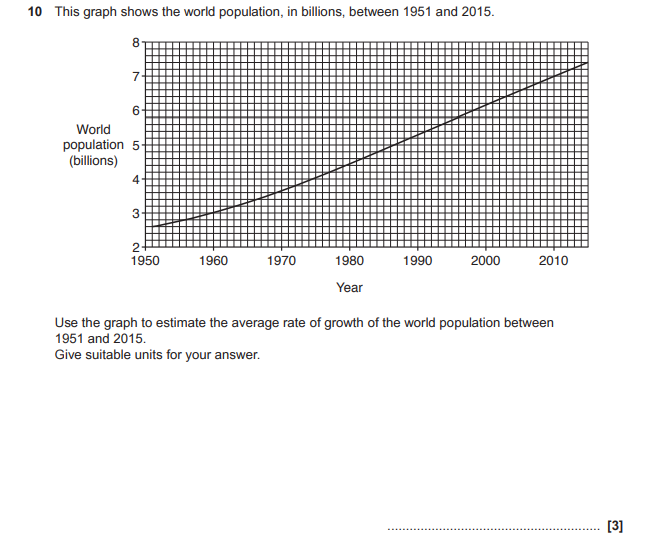 10 This graph shows the world population, in billions, between 1951 and 2015.
8
7
6
World
population 5
(billions)
4
3
2
1950 1960 1970 1980 1990 2000 2010
Year
Use the graph to estimate the average rate of growth of the world population between
1951 and 2015.
Give suitable units for your answer.
...................................................... [3]